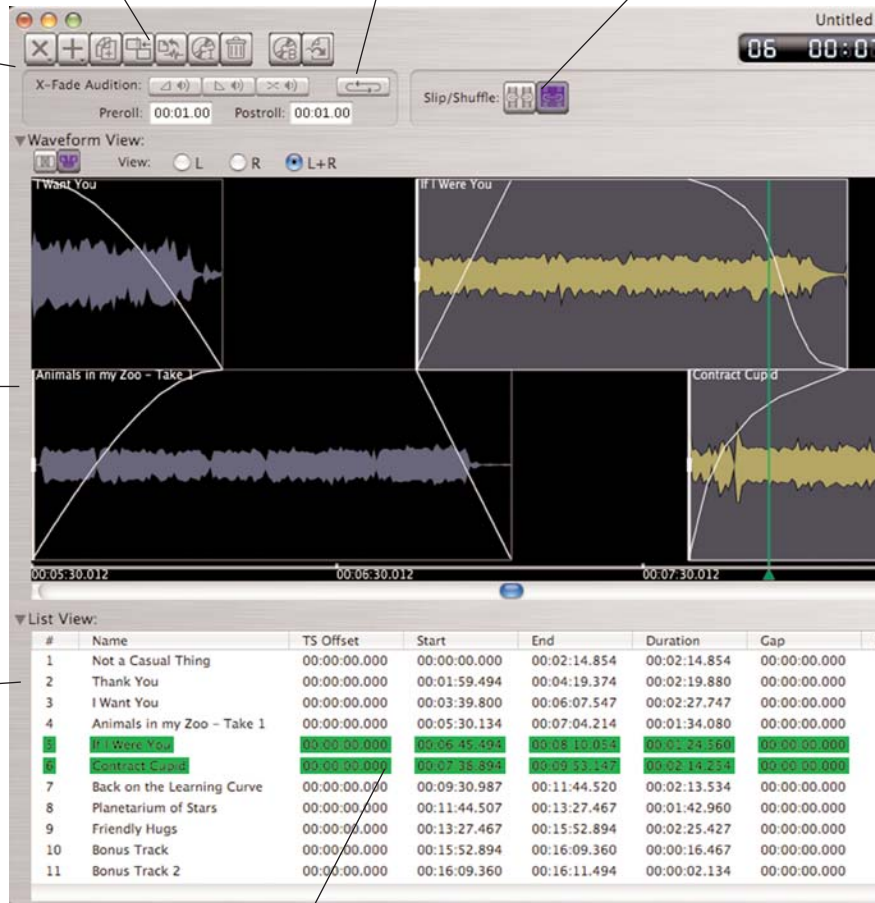 Untitled
06 00:0
X-Fade Audition:
Preroll: 00:01.00 Postroll: 00:01.00
Slip/Shuffle:
Waveform View:
View: L R L+R
I Want You
If I Were You
Animals in my Zoo – Take 1
Contract Cupid
00:05:30.012 00:06:30.012 00:07:30.012
List View:
# Name TS Offset Start End Duration Gap
1 Not a Casual Thing 00:00:00.000 00:00:00.000 00:02:14.854 00:02:14.854 00:00:00.000
2 Thank You 00:00:00.000 00:01:59.494 00:04:19.374 00:02:19.880 00:00:00.000
3 I Want You 00:00:00.000 00:03:39.800 00:06:07.547 00:02:27.747 00:00:00.000
4 Animals in my Zoo – Take 1 00:00:00.000 00:05:30.134 00:07:04.214 00:01:34.080 00:00:00.000
5 If I Were You 00:00:00.000 00:06:45.494 00:08:10.054 00:01:24.560 00:00:00.000
6 Contract Cupid 00:00:00.000 00:07:38.894 00:09:53.147 00:02:14.254 00:00:00.000
7 Back on the Learning Curve 00:00:00.000 00:09:30.987 00:11:44.520 00:02:13.534 00:00:00.000
8 Planetarium of Stars 00:00:00.000 00:11:44.507 00:13:27.467 00:01:42.960 00:00:00.000
9 Friendly Hugs 00:00:00.000 00:13:27.467 00:15:52.894 00:02:25.427 00:00:00.000
10 Bonus Track 00:00:00.000 00:15:52.894 00:16:09.360 00:00:16.467 00:00:00.000
11 Bonus Track 2 00:00:00.000 00:16:09.360 00:16:11.494 00:00:02.134 00:00:00.000